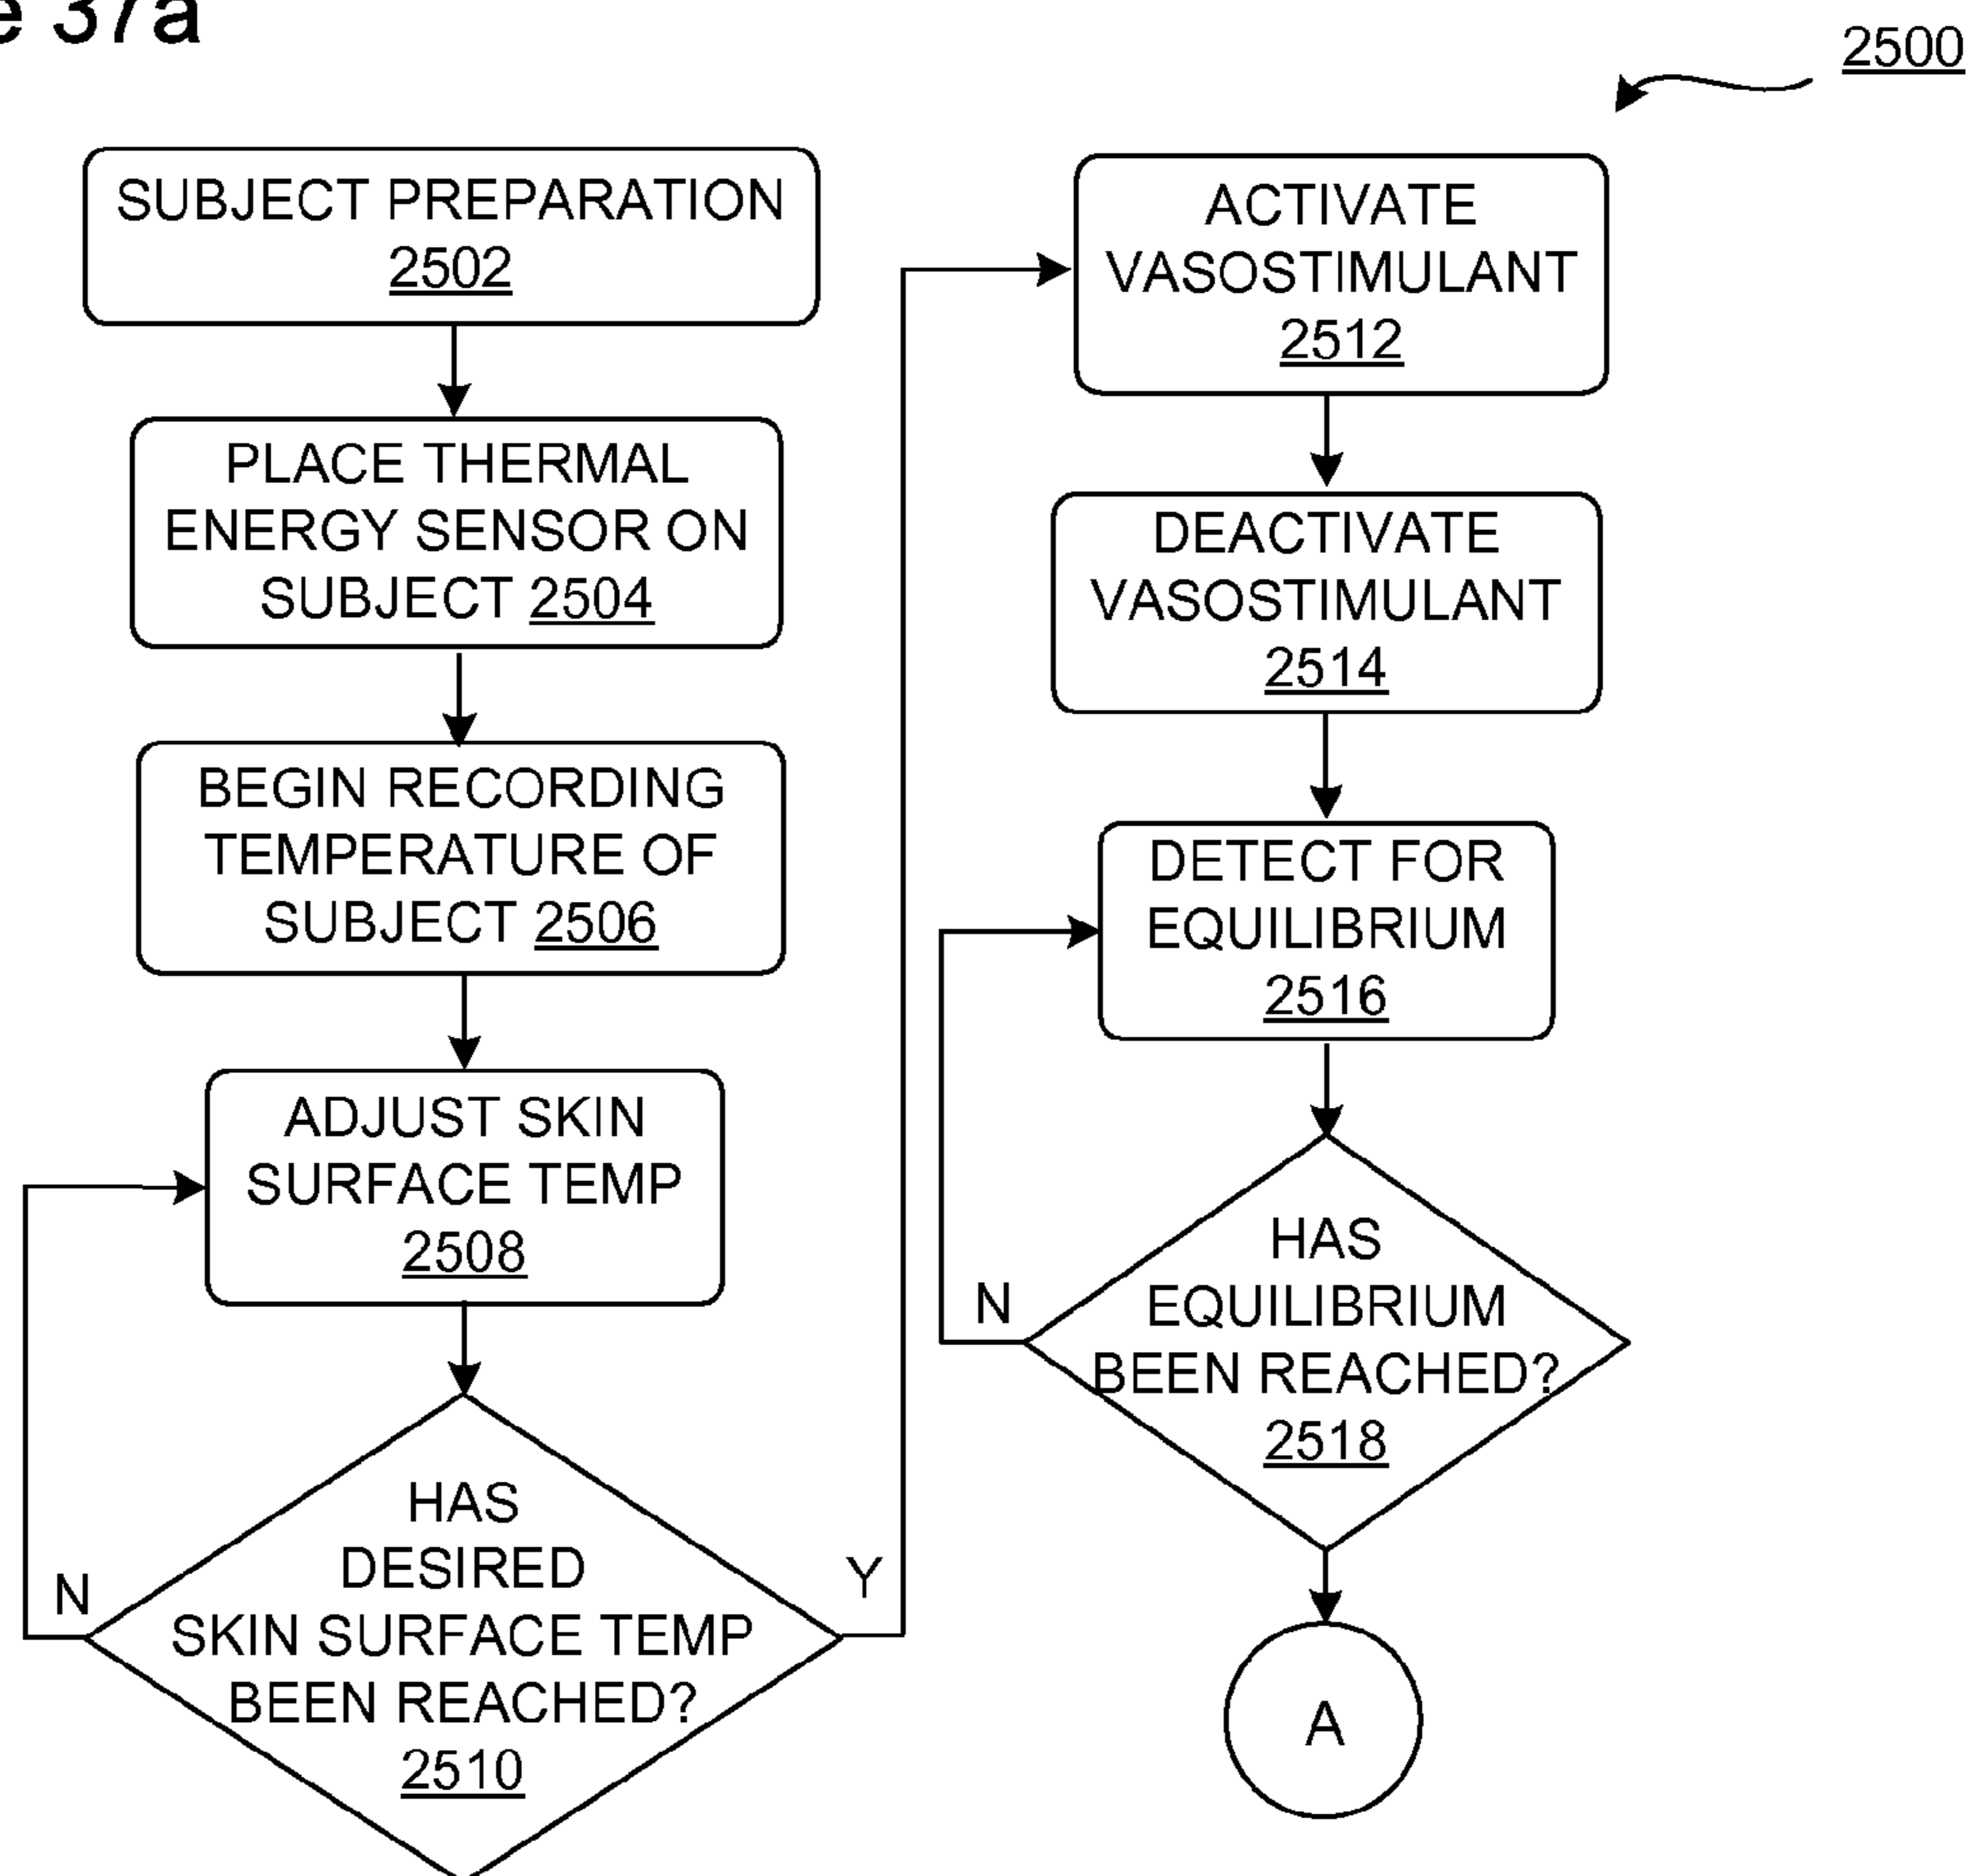 e 37a
2500
SUBJECT PREPARATION
2502
PLACE THERMAL
ENERGY SENSOR ON
SUBJECT 2504
BEGIN RECORDING
TEMPERATURE OF
SUBJECT 2506
ADJUST SKIN
SURFACE TEMP
2508
HAS
DESIRED
SKIN SURFACE TEMP
BEEN REACHED?
2510
N
Y
ACTIVATE
VASOSTIMULANT
2512
DEACTIVATE
VASOSTIMULANT
2514
DETECT FOR
EQUILIBRIUM
2516
HAS
EQUILIBRIUM
BEEN REACHED?
2518
N
A